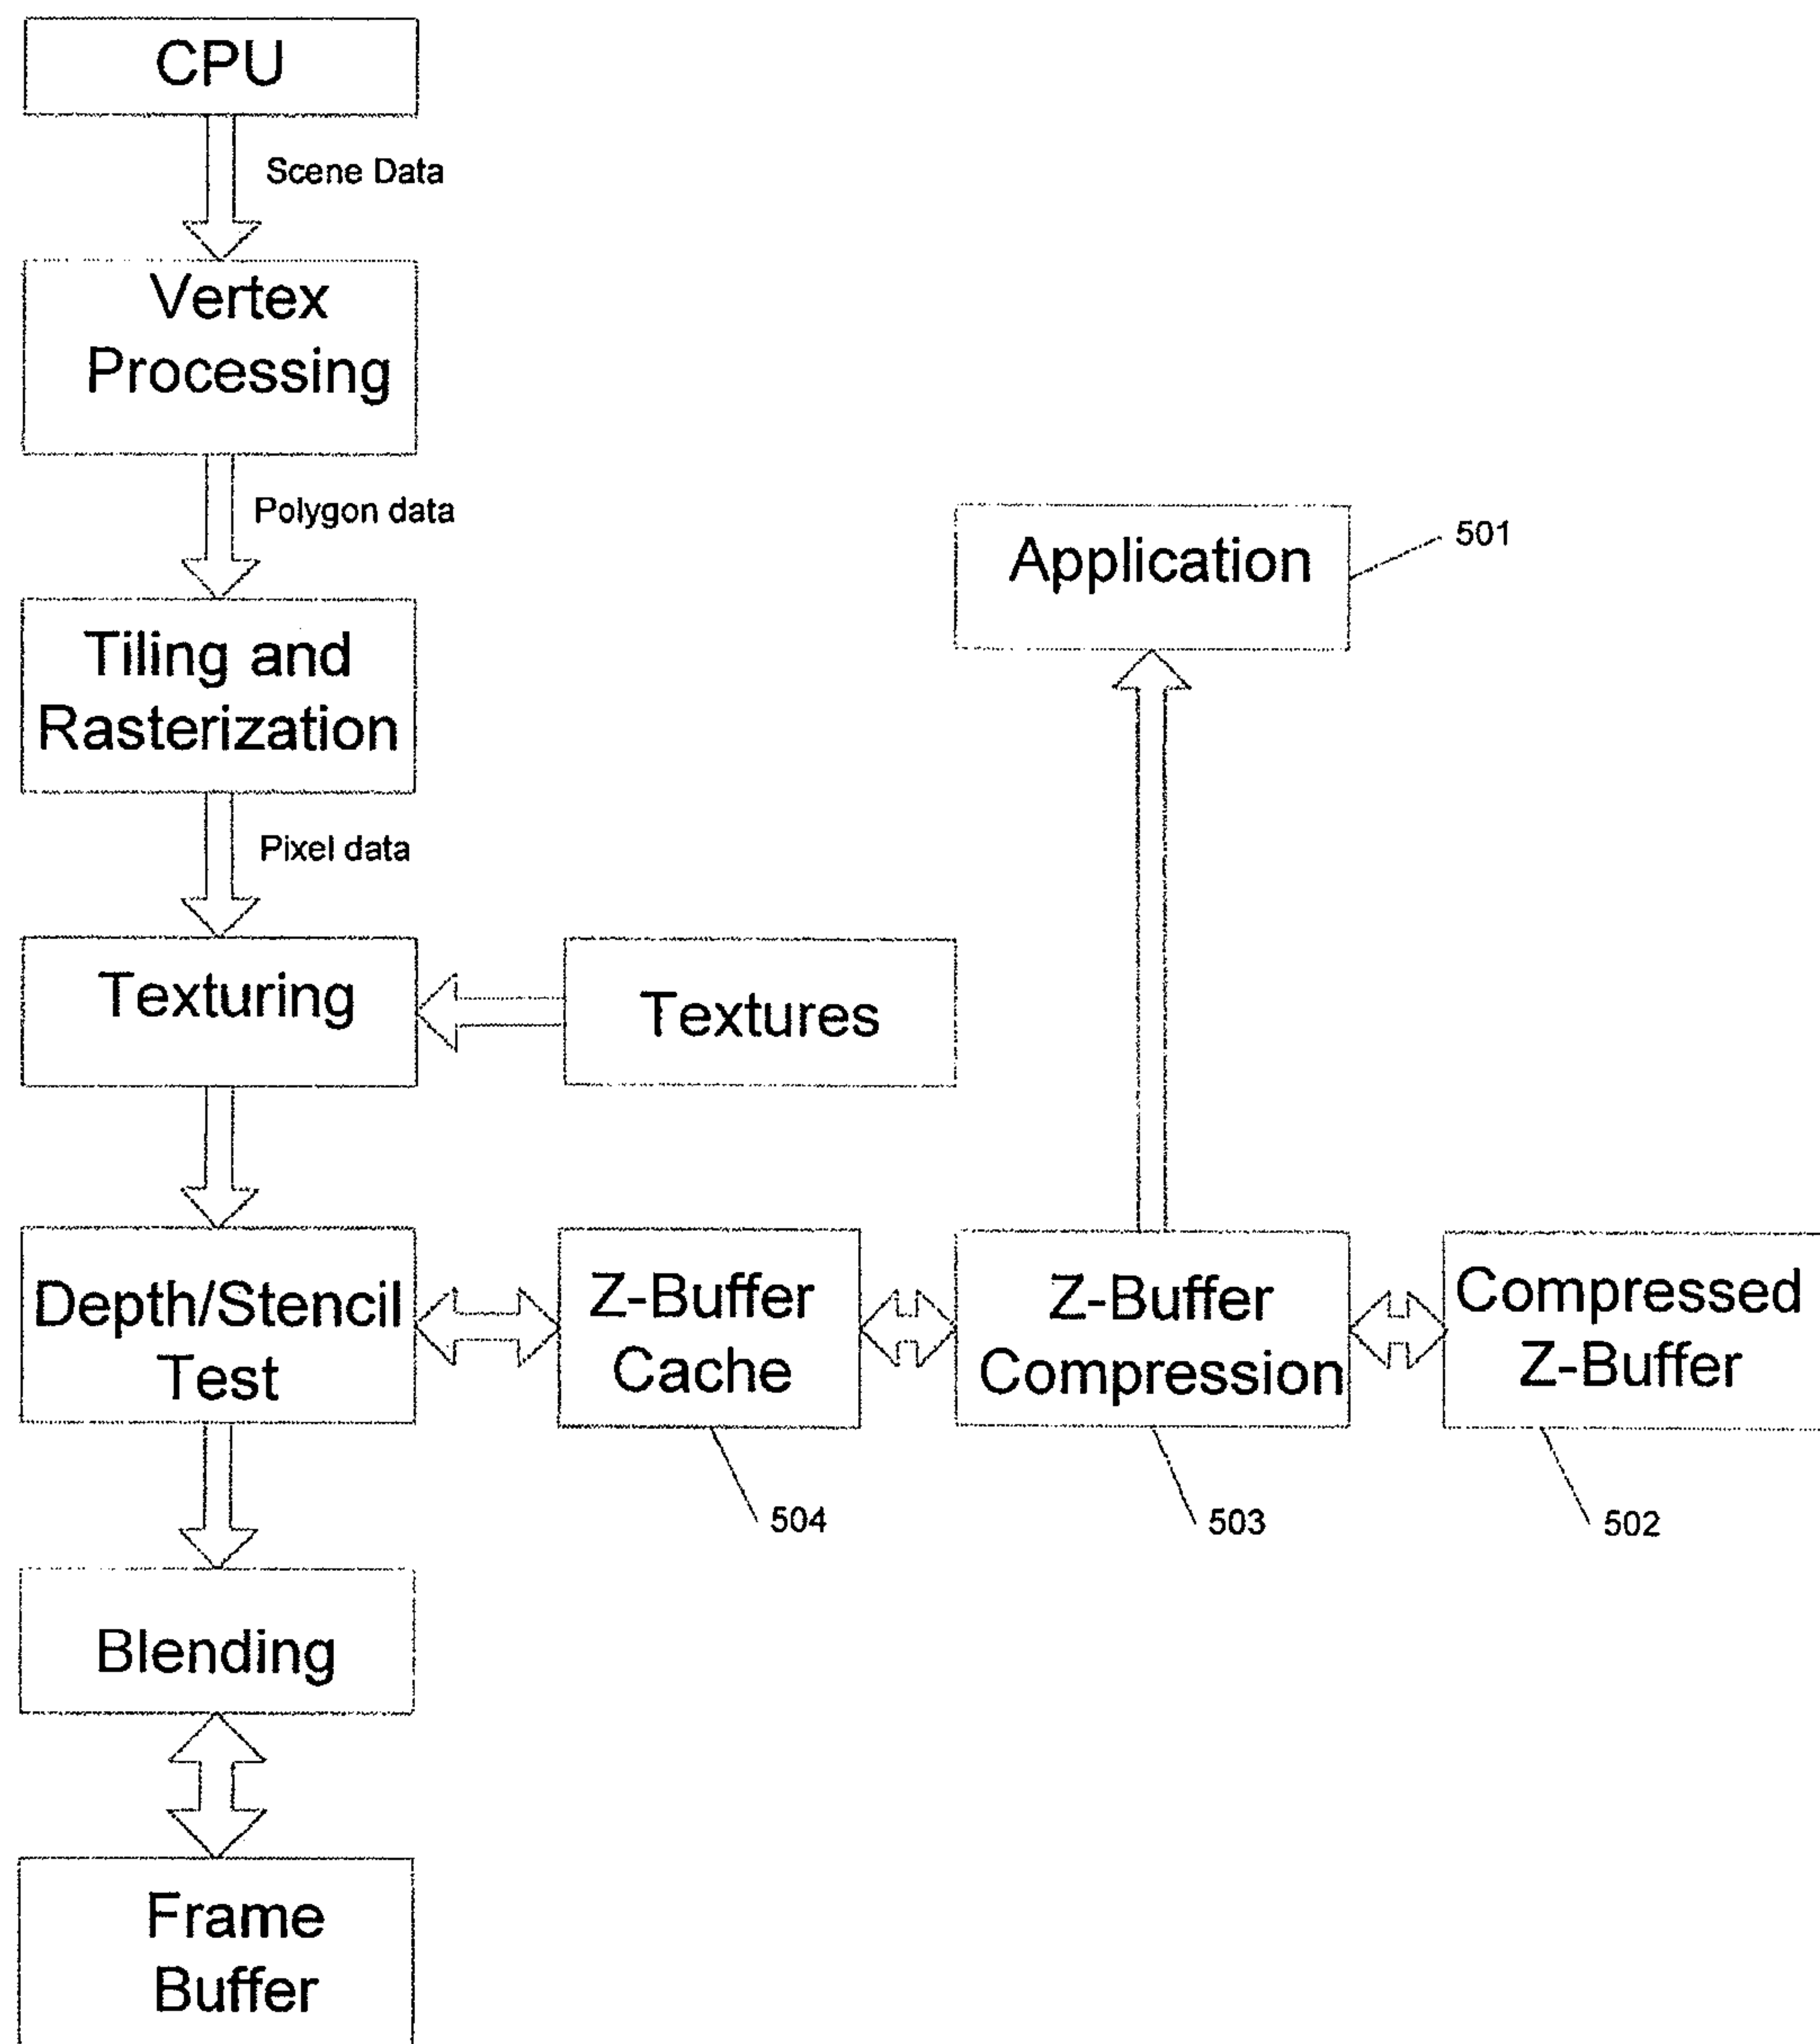 CPU
Scene Data
Vertex
Processing
Polygon data
Application
501
Tiling and
Rasterization
Pixel data
Texturing
Textures
Depth/Stencil
Test
Z-Buffer
Cache
Z-Buffer
Compression
Compressed
Z-Buffer
504
503
502
Blending
Frame
Buffer